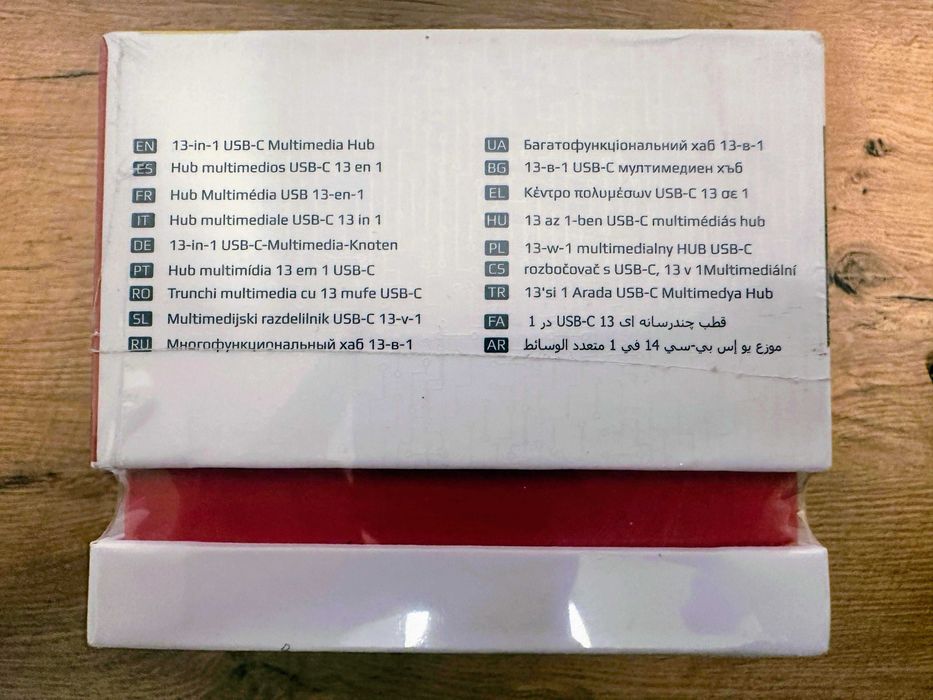 EN 13-in-1 USB-C Multimedia Hub
ES Hub multimedios USB-C 13 en 1
FR Hub Multimédia USB 13-en-1
IT Hub multimediale USB-C 13 in 1
DE 13-in-1 USB-C-Multimedia-Knoten
PT Hub multimídia 13 em 1 USB-C
RO Trunchi multimedia cu 13 mufe USB-C
SL Multimedijski razdelilnik USB-C 13-v-1
RU Многофункциональный хаб 13-в-1
UA Багатофункціональний хаб 13-в-1
BG 13-в-1 USB-C мултимедиен хъб
EL Κέντρο πολυμέσων USB-C 13 σε 1
HU 13 az 1-ben USB-C multimédiás hub
PL 13-w-1 multimedialny HUB USB-C
CS rozbočovač s USB-C, 13 v 1Multimediální
TR 13'si 1 Arada USB-C Multimedya Hub
FA قطب چندرسانه ای USB-C 13 در 1
AR موزع يو إس بي-سي 14 في 1 متعدد الوسائط